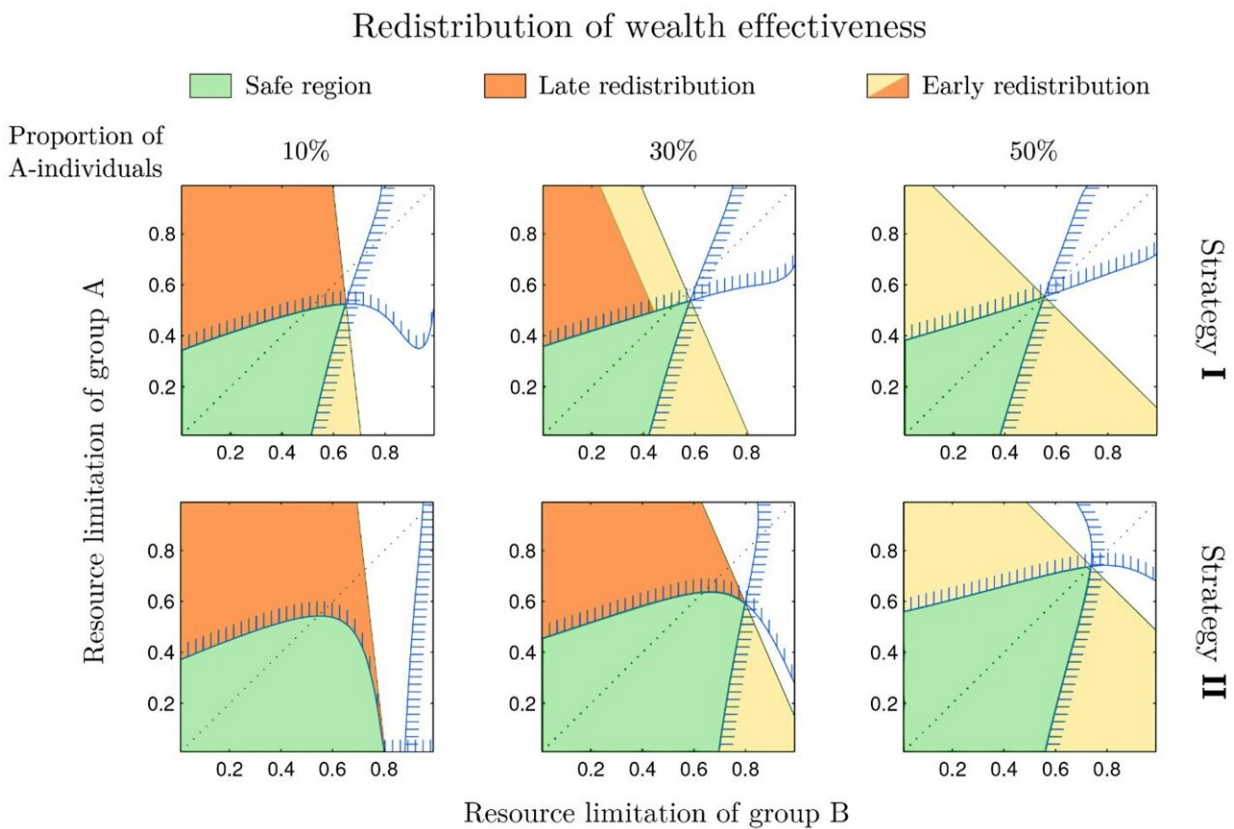 Redistribution of wealth effectiveness
Safe region
Late redistribution
Early redistribution
Proportion of
A-individuals
10%
30%
50%
0.8
0.6
0.4
0.2
0.2 0.4 0.6 0.8
0.8
0.6
0.4
0.2
0.2 0.4 0.6 0.8
0.8
0.6
0.4
0.2
0.2 0.4 0.6 0.8
Strategy I
Resource limitation of group A
0.8
0.6
0.4
0.2
0.2 0.4 0.6 0.8
0.8
0.6
0.4
0.2
0.2 0.4 0.6 0.8
0.8
0.6
0.4
0.2
0.2 0.4 0.6 0.8
Strategy II
Resource limitation of group B